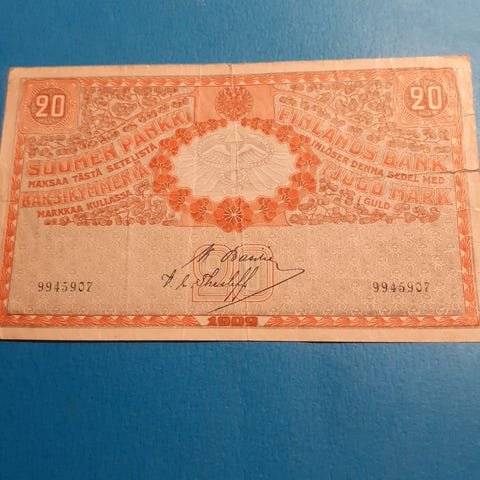 20
20
SUOMEN PANKKI
MAKSAA TÄSTÄ SETELISTÄ
KAKSIKYMMENTÄ
MARKKAA KULLASSA
FINLANDS BANK
INLÖSER DENNA SEDEL MED
TJUGO MARK
I GULD
20
9945907
9945907
1909